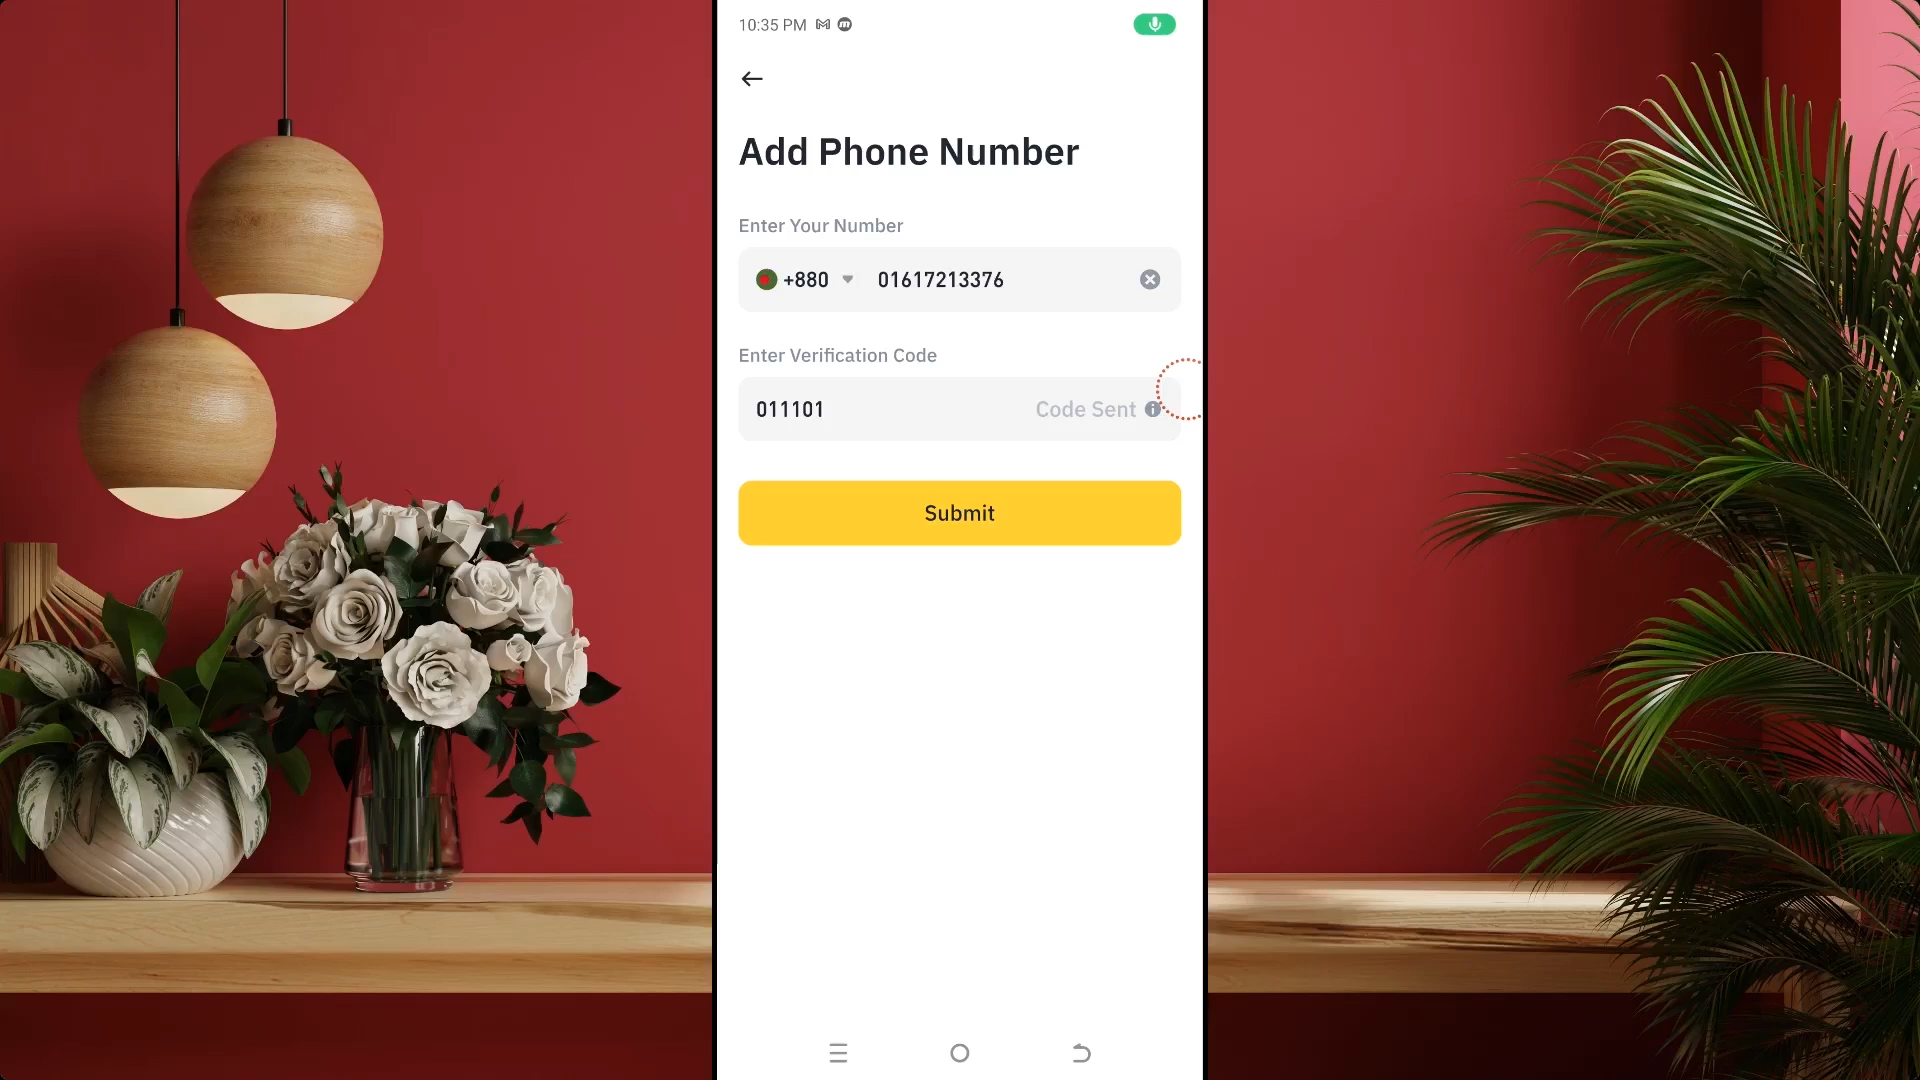 10:35 PM
Add Phone Number
Enter Your Number
+880 01617213376
Enter Verification Code
011101 Code Sent
Submit